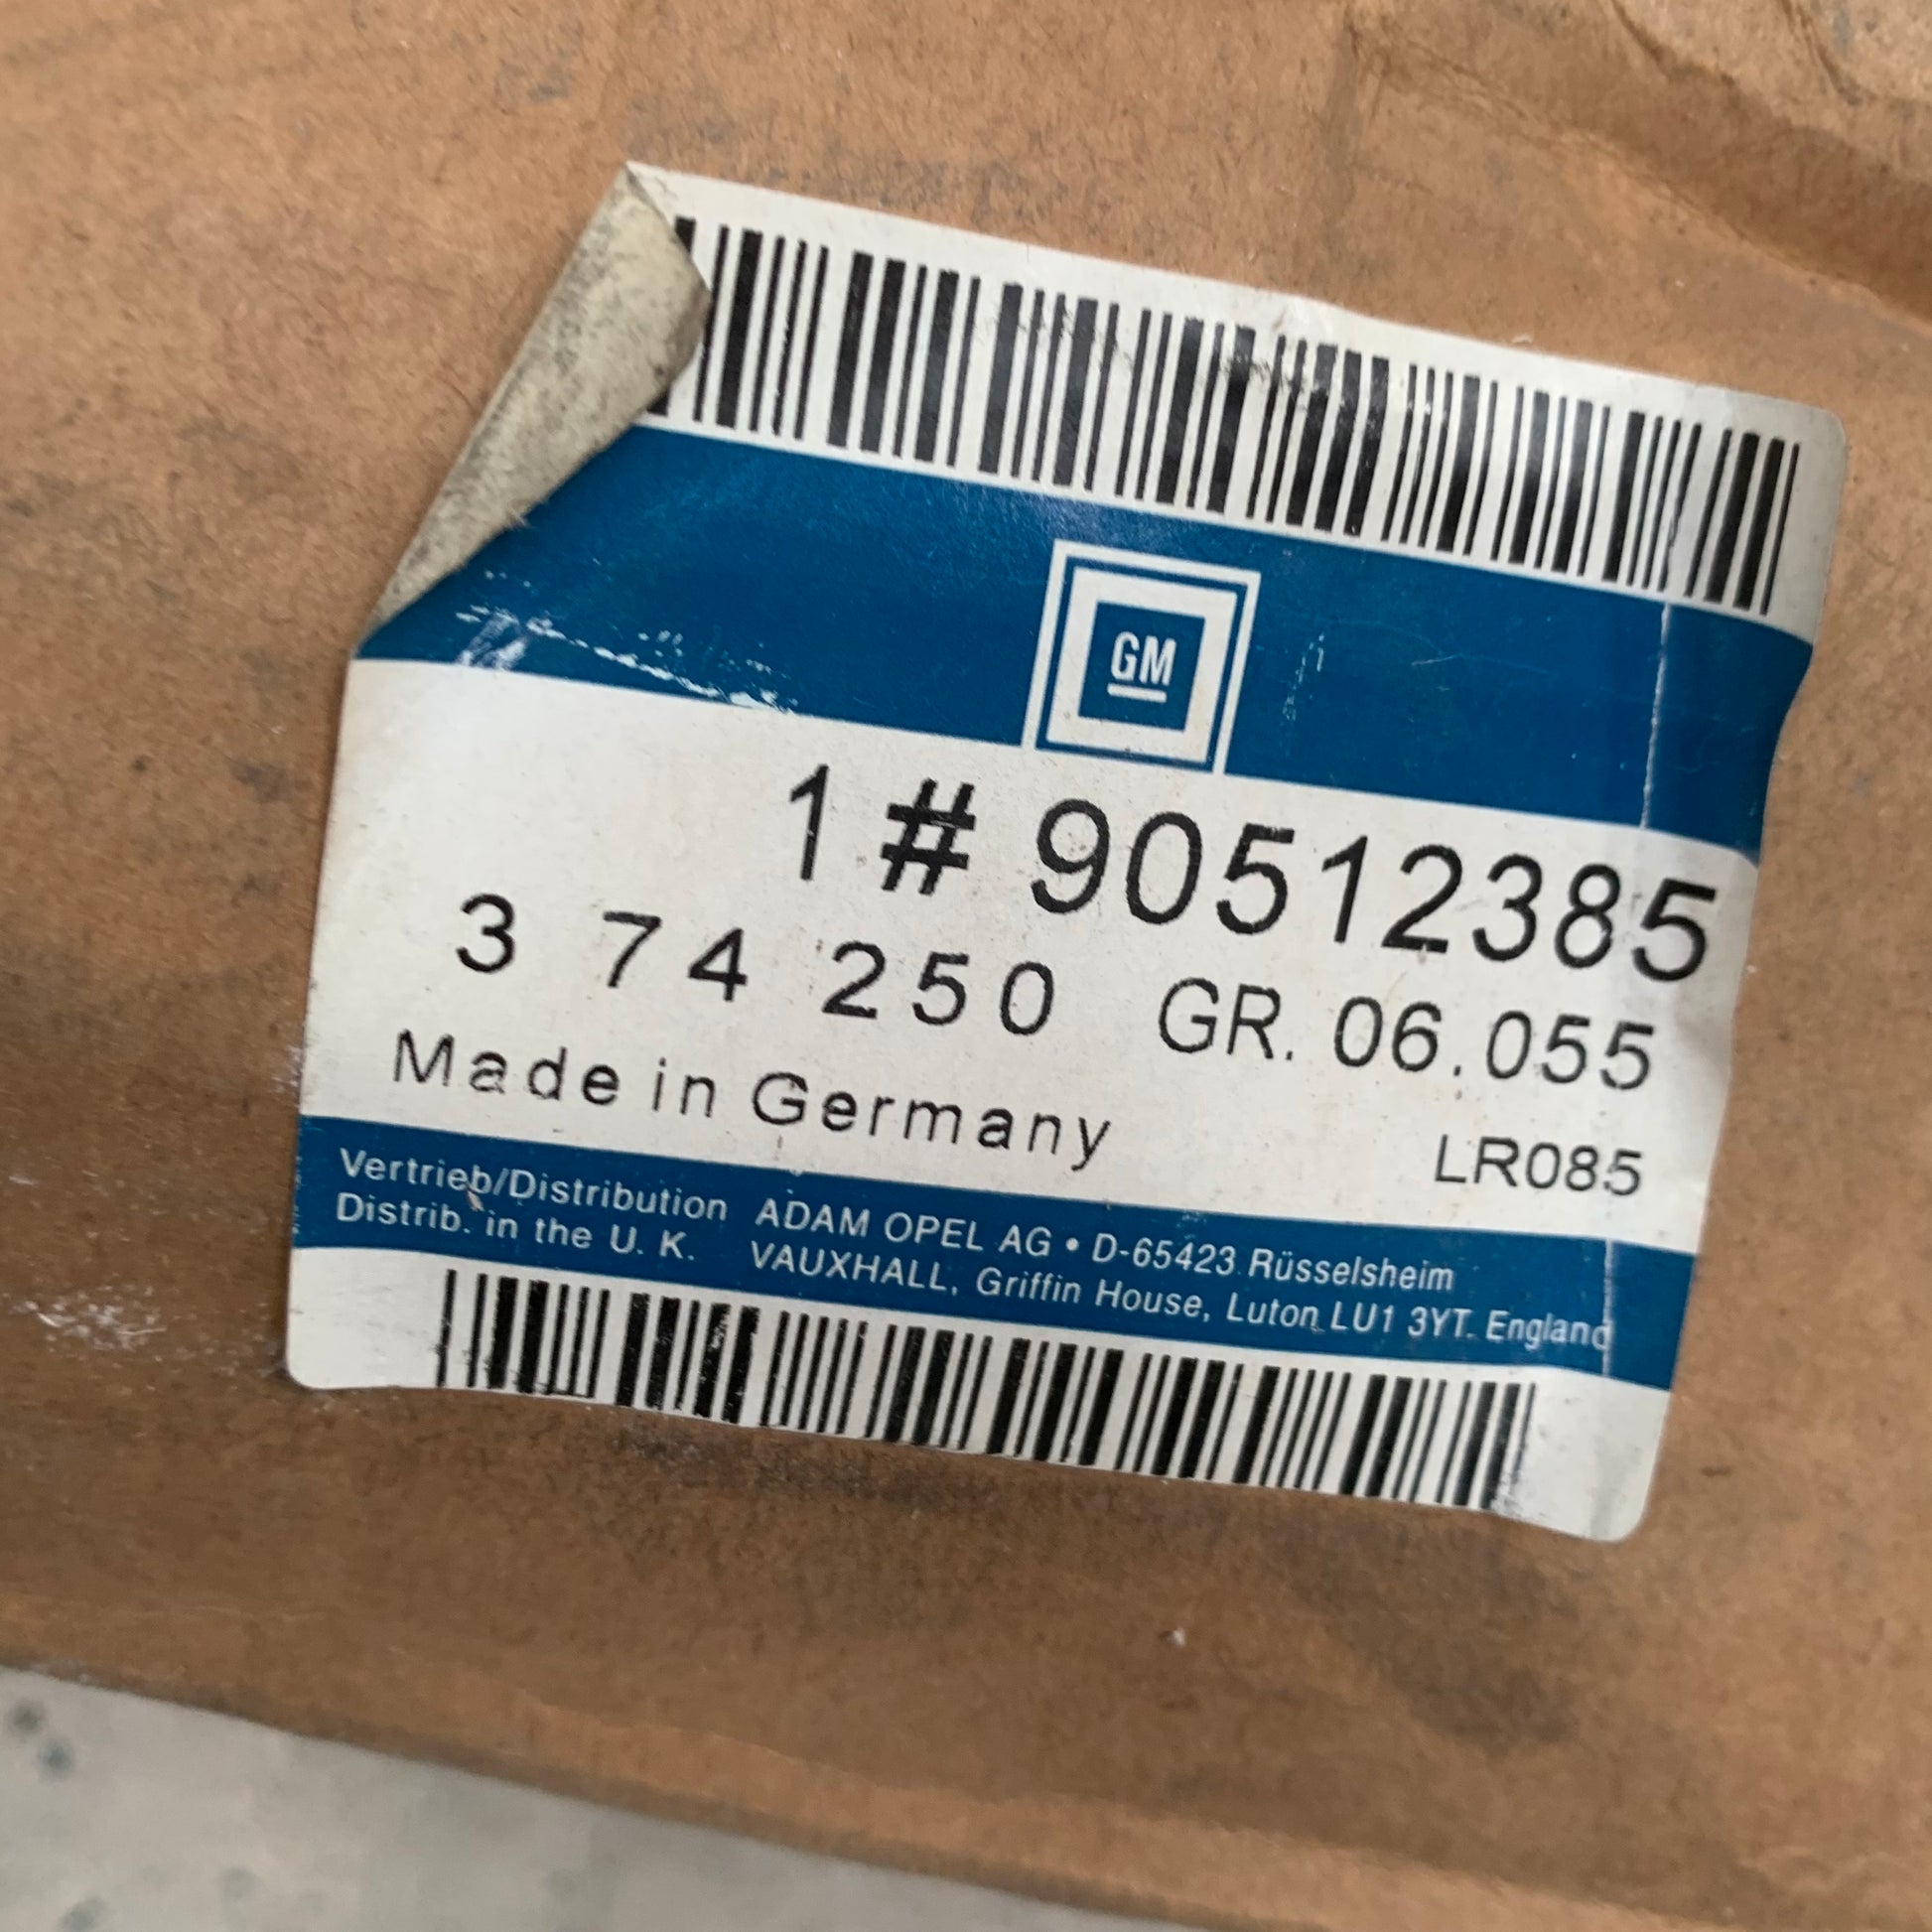 GM
1 # 90512385
3 74 250 GR. 06.055
Made in Germany LR085
Vertrieb/Distribution ADAM OPEL AG • D-65423 Rüsselsheim
Distrib. in the U. K. VAUXHALL, Griffin House, Luton LU1 3YT. England